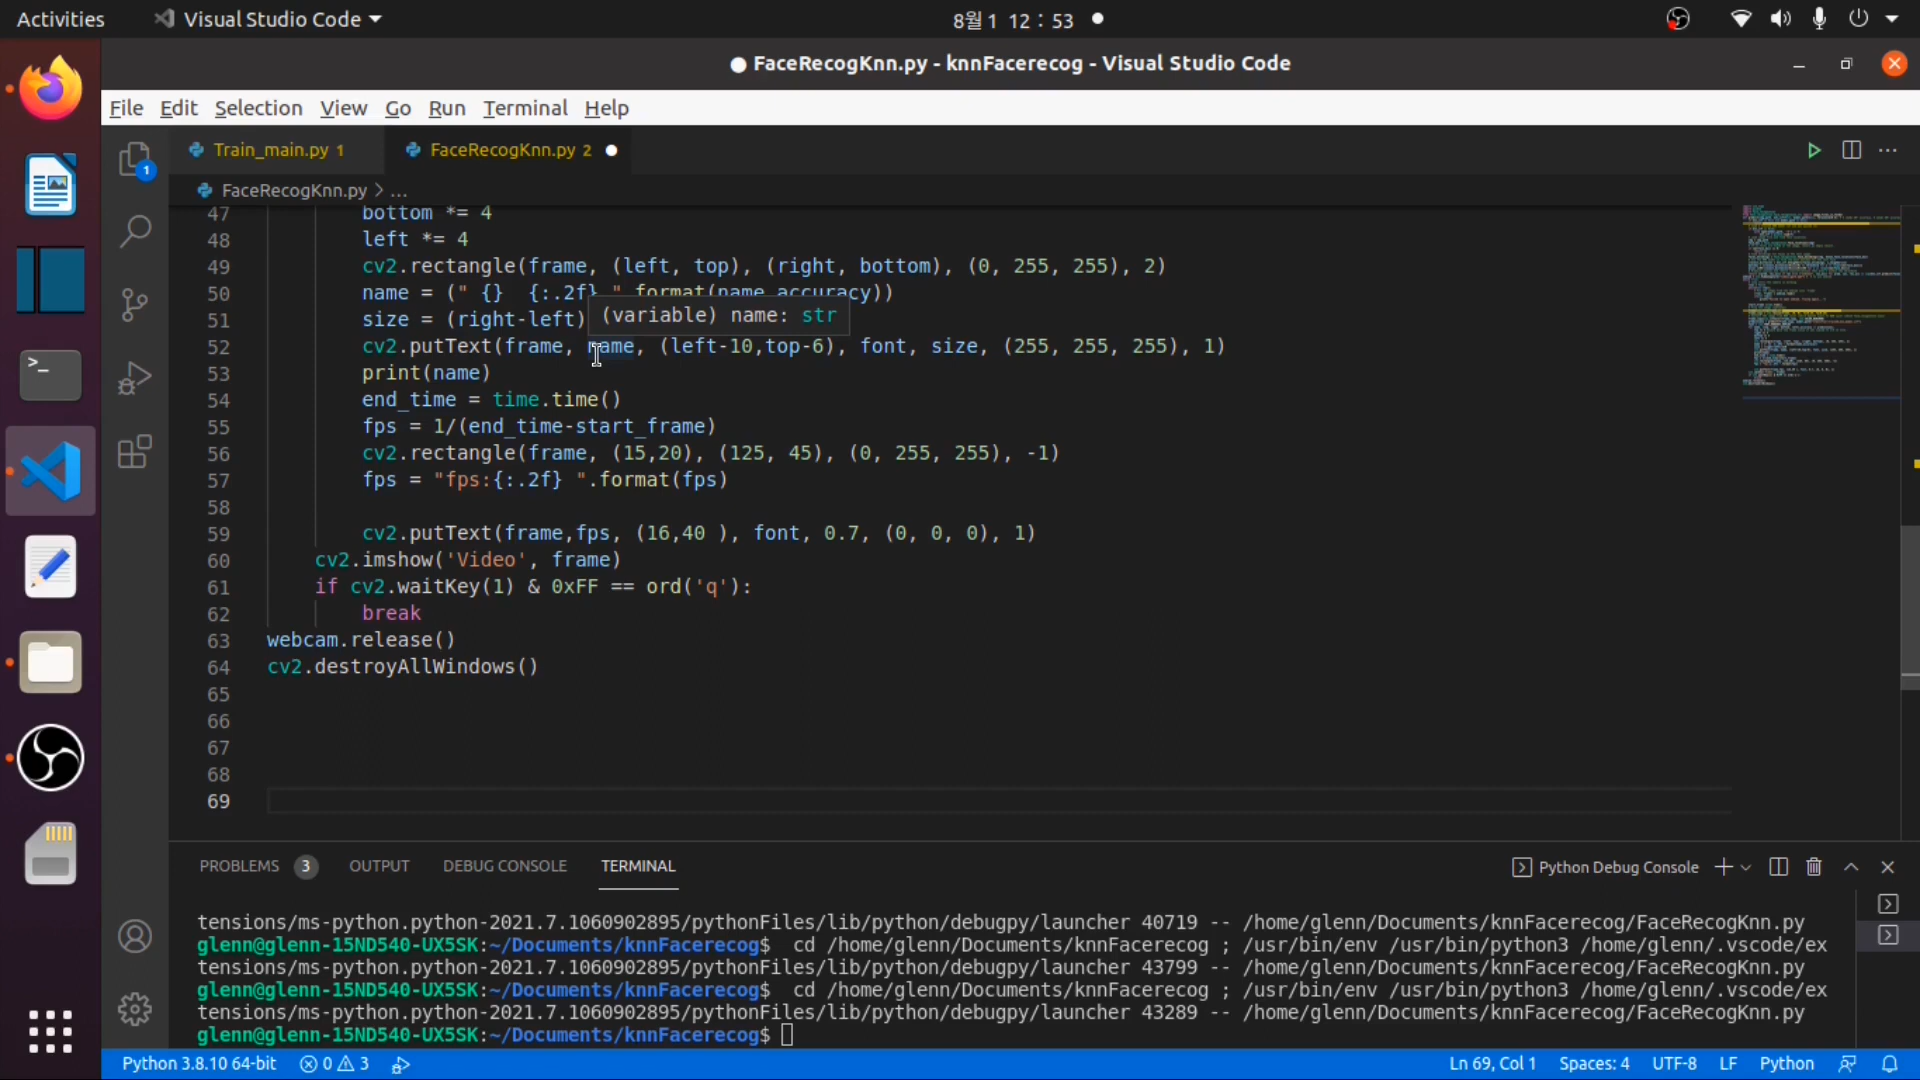 Activities Visual Studio Code 8월 1 12 : 53
FaceRecogKnn.py - knnFacerecog - Visual Studio Code
File Edit Selection View Go Run Terminal Help
Train_main.py 1 FaceRecogKnn.py 2
FaceRecogKnn.py > ...
47 bottom *= 4
48 left *= 4
49 cv2.rectangle(frame, (left, top), (right, bottom), (0, 255, 255), 2)
50 name = (" {}  {:.2f} ".format(name,accuracy))
51 size = (right-left)
(variable) name: str
52 cv2.putText(frame, name, (left-10,top-6), font, size, (255, 255, 255), 1)
53 print(name)
54 end_time = time.time()
55 fps = 1/(end_time-start_frame)
56 cv2.rectangle(frame, (15,20), (125, 45), (0, 255, 255), -1)
57 fps = "fps:{:.2f} ".format(fps)
58
59 cv2.putText(frame,fps, (16,40 ), font, 0.7, (0, 0, 0), 1)
60 cv2.imshow('Video', frame)
61 if cv2.waitKey(1) & 0xFF == ord('q'):
62 break
63 webcam.release()
64 cv2.destroyAllWindows()
65
66
67
68
69
PROBLEMS 3 OUTPUT DEBUG CONSOLE TERMINAL Python Debug Console
tensions/ms-python.python-2021.7.1060902895/pythonFiles/lib/python/debugpy/launcher 40719 -- /home/glenn/Documents/knnFacerecog/FaceRecogKnn.py
glenn@glenn-15ND540-UX5SK:~/Documents/knnFacerecog$  cd /home/glenn/Documents/knnFacerecog ; /usr/bin/env /usr/bin/python3 /home/glenn/.vscode/ex
tensions/ms-python.python-2021.7.1060902895/pythonFiles/lib/python/debugpy/launcher 43799 -- /home/glenn/Documents/knnFacerecog/FaceRecogKnn.py
glenn@glenn-15ND540-UX5SK:~/Documents/knnFacerecog$  cd /home/glenn/Documents/knnFacerecog ; /usr/bin/env /usr/bin/python3 /home/glenn/.vscode/ex
tensions/ms-python.python-2021.7.1060902895/pythonFiles/lib/python/debugpy/launcher 43289 -- /home/glenn/Documents/knnFacerecog/FaceRecogKnn.py
glenn@glenn-15ND540-UX5SK:~/Documents/knnFacerecog$
Python 3.8.10 64-bit 0 3 Ln 69, Col 1 Spaces: 4 UTF-8 LF Python